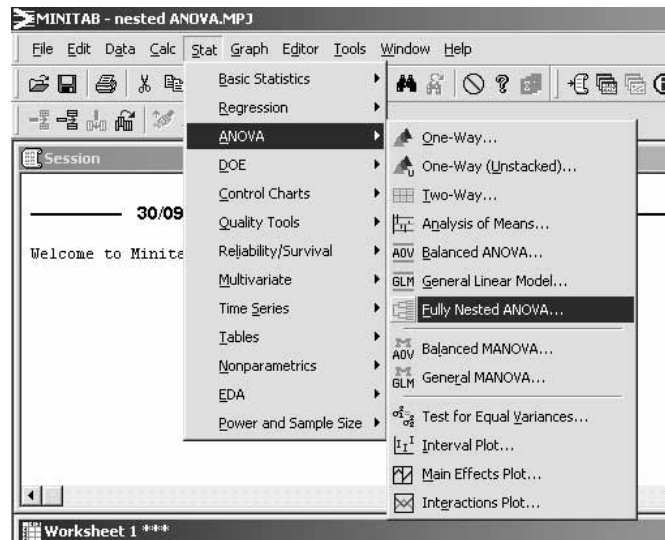 MINITAB - nested ANOVA.MPJ
File Edit Data Calc Stat Graph Editor Tools Window Help
Basic Statistics
Regression
ANOVA
DOE
Control Charts
Quality Tools
Reliability/Survival
Multivariate
Time Series
Tables
Nonparametrics
EDA
Power and Sample Size
One-Way...
One-Way (Unstacked)...
Two-Way...
Analysis of Means...
AOV Balanced ANOVA...
GLM General Linear Model...
Fully Nested ANOVA...
M AOV Balanced MANOVA...
M GLM General MANOVA...
Test for Equal Variances...
Interval Plot...
Main Effects Plot...
Interactions Plot...
Session
30/09
Welcome to Minita
Worksheet 1 ***